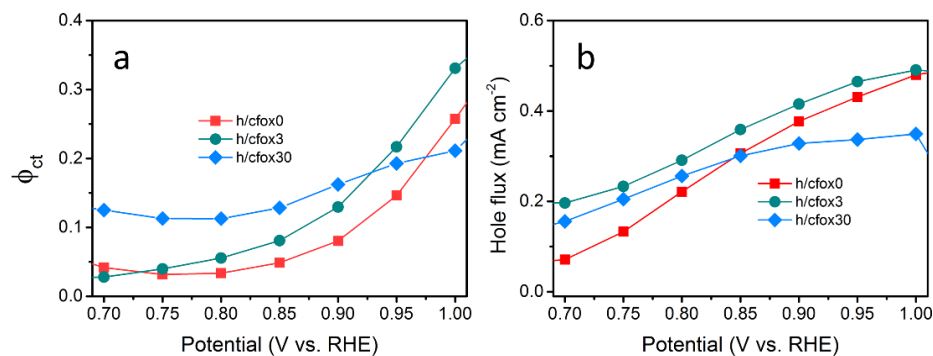 a
ϕct
0.4
0.3
0.2
0.1
0.0
h/cfox0
h/cfox3
h/cfox30
0.70 0.75 0.80 0.85 0.90 0.95 1.00
Potential (V vs. RHE)
b
Hole flux (mA cm-2)
0.6
0.4
0.2
0.0
h/cfox0
h/cfox3
h/cfox30
0.70 0.75 0.80 0.85 0.90 0.95 1.00
Potential (V vs. RHE)